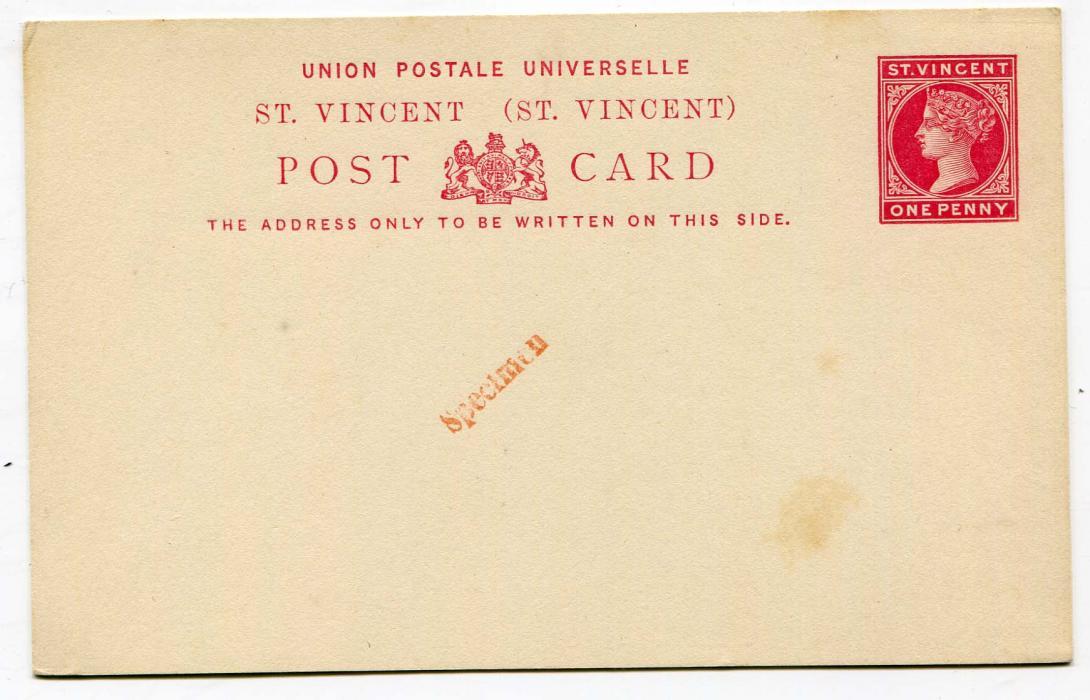 UNION POSTALE UNIVERSELLE
ST. VINCENT (ST. VINCENT)
POST CARD
THE ADDRESS ONLY TO BE WRITTEN ON THIS SIDE.
ST. VINCENT
ONE PENNY
Specimen